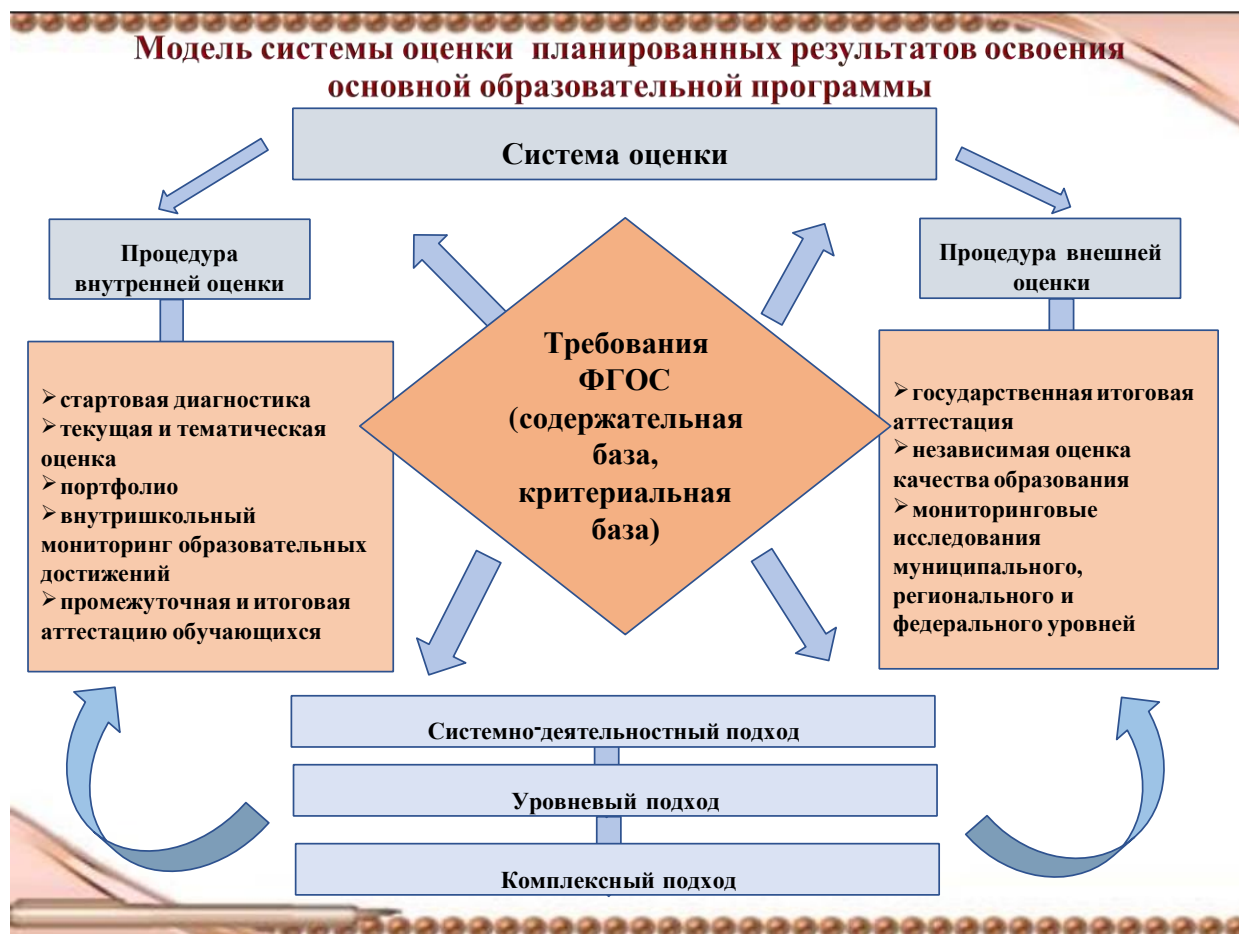 Модель системы оценки планированных результатов освоения
основной образовательной программы
Система оценки
Процедура
внутренней оценки
Процедура внешней
оценки
Требования
ФГОС
(содержательная
база,
критериальная
база)
➢стартовая диагностика
➢текущая и тематическая
оценка
➢портфолио
➢внутришкольный
мониторинг образовательных
достижений
➢промежуточная и итоговая
аттестацию обучающихся
➢государственная итоговая
аттестация
➢независимая оценка
качества образования
➢мониторинговые
исследования
муниципального,
регионального и
федерального уровней
Системно-деятельностный подход
Уровневый подход
Комплексный подход